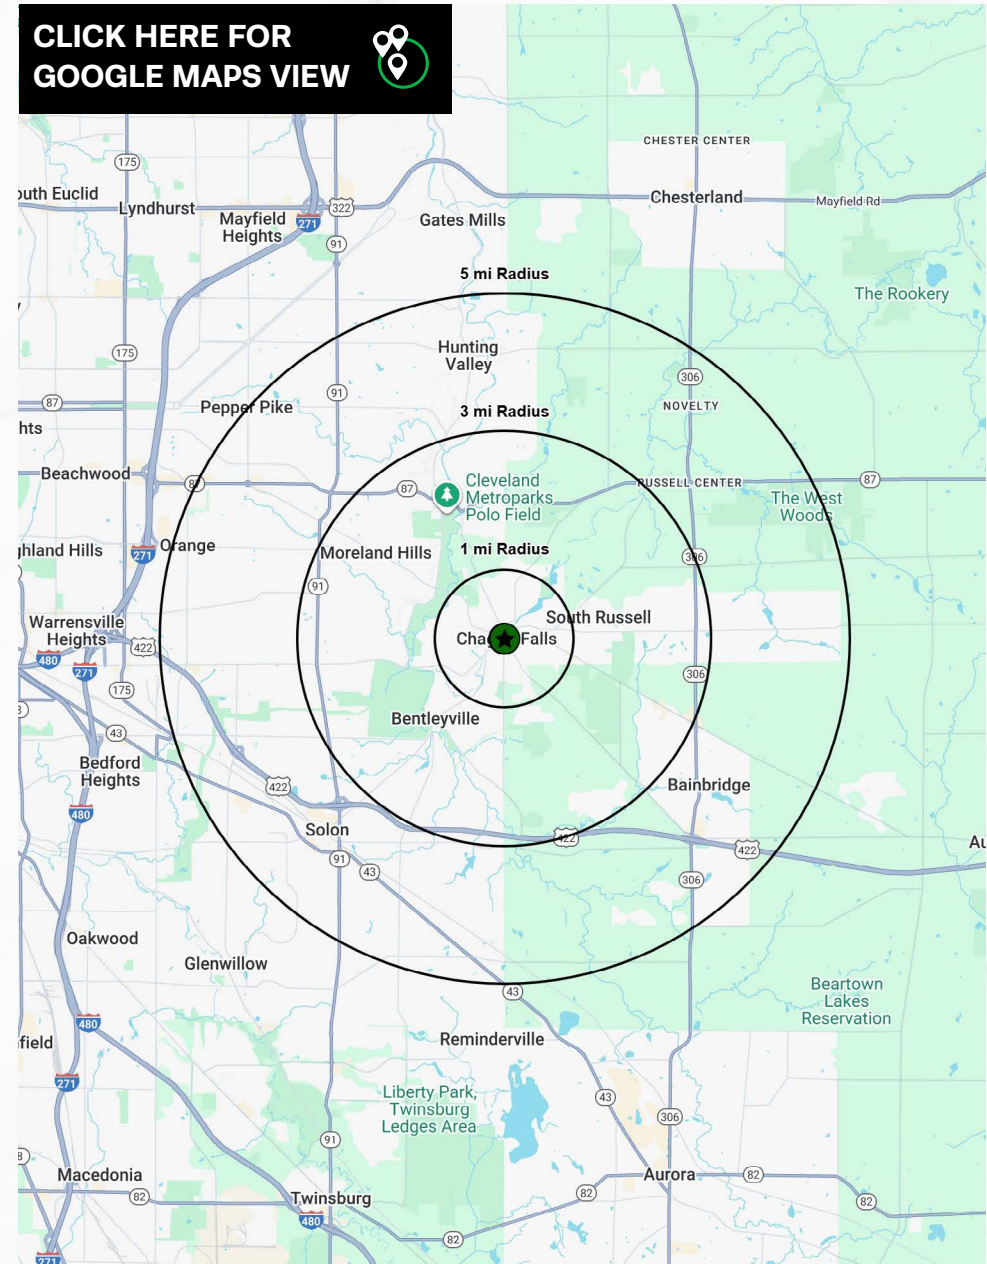 CLICK HERE FOR
GOOGLE MAPS VIEW
CHESTER CENTER
175
outh Euclid
Lyndhurst
322
Chesterland
Mayfield Rd
Mayfield
Heights
271
Gates Mills
91
5 mi Radius
The Rookery
175
Hunting
Valley
306
91
87
Pepper Pike
NOVELTY
3 mi Radius
hts
Beachwood
87
87
Cleveland
Metroparks
Polo Field
RUSSELL CENTER
87
The West
Woods
ghland Hills
271
Orange
Moreland Hills
1 mi Radius
306
91
South Russell
Warrensville
Heights
Cha
Falls
422
480
271
306
175
Bentleyville
43
Bedford
Heights
422
Bainbridge
480
Solon
422
422
Au
91
43
306
Oakwood
Glenwillow
43
Beartown
Lakes
Reservation
480
field
Reminderville
271
Liberty Park,
Twinsburg
Ledges Area
43
306
91
8
Macedonia
Aurora
82
82
Twinsburg
82
82
480
82
271